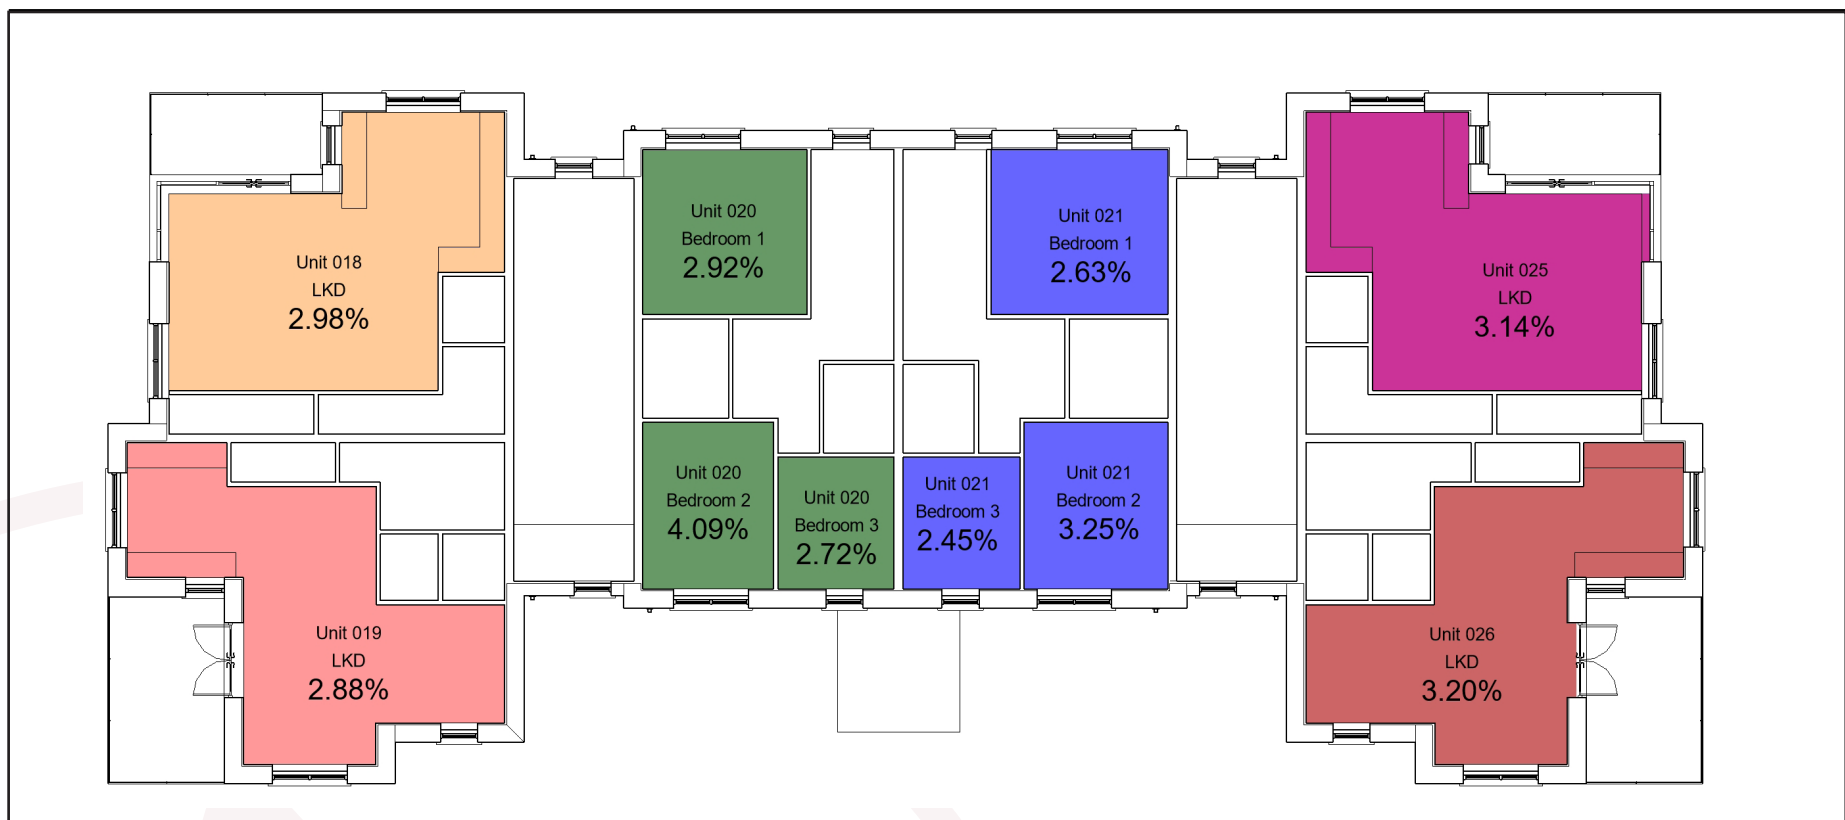 Unit 018
LKD
2.98%
Unit 020
Bedroom 1
2.92%
Unit 021
Bedroom 1
2.63%
Unit 025
LKD
3.14%
Unit 020
Bedroom 2
4.09%
Unit 020
Bedroom 3
2.72%
Unit 021
Bedroom 3
2.45%
Unit 021
Bedroom 2
3.25%
Unit 019
LKD
2.88%
Unit 026
LKD
3.20%